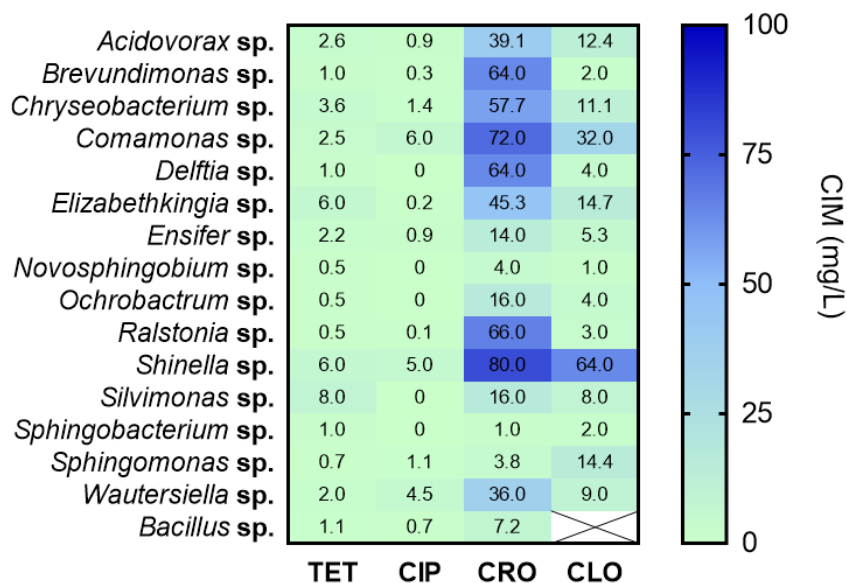 Acidovorax sp. 2.6 0.9 39.1 12.4
Brevundimonas sp. 1.0 0.3 64.0 2.0
Chryseobacterium sp. 3.6 1.4 57.7 11.1
Comamonas sp. 2.5 6.0 72.0 32.0
Delftia sp. 1.0 0 64.0 4.0
Elizabethkingia sp. 6.0 0.2 45.3 14.7
Ensifer sp. 2.2 0.9 14.0 5.3
Novosphingobium sp. 0.5 0 4.0 1.0
Ochrobactrum sp. 0.5 0 16.0 4.0
Ralstonia sp. 0.5 0.1 66.0 3.0
Shinella sp. 6.0 5.0 80.0 64.0
Silvimonas sp. 8.0 0 16.0 8.0
Sphingobacterium sp. 1.0 0 1.0 2.0
Sphingomonas sp. 0.7 1.1 3.8 14.4
Wautersiella sp. 2.0 4.5 36.0 9.0
Bacillus sp. 1.1 0.7 7.2
TET CIP CRO CLO
100
75
50
25
0
CIM (mg/L)